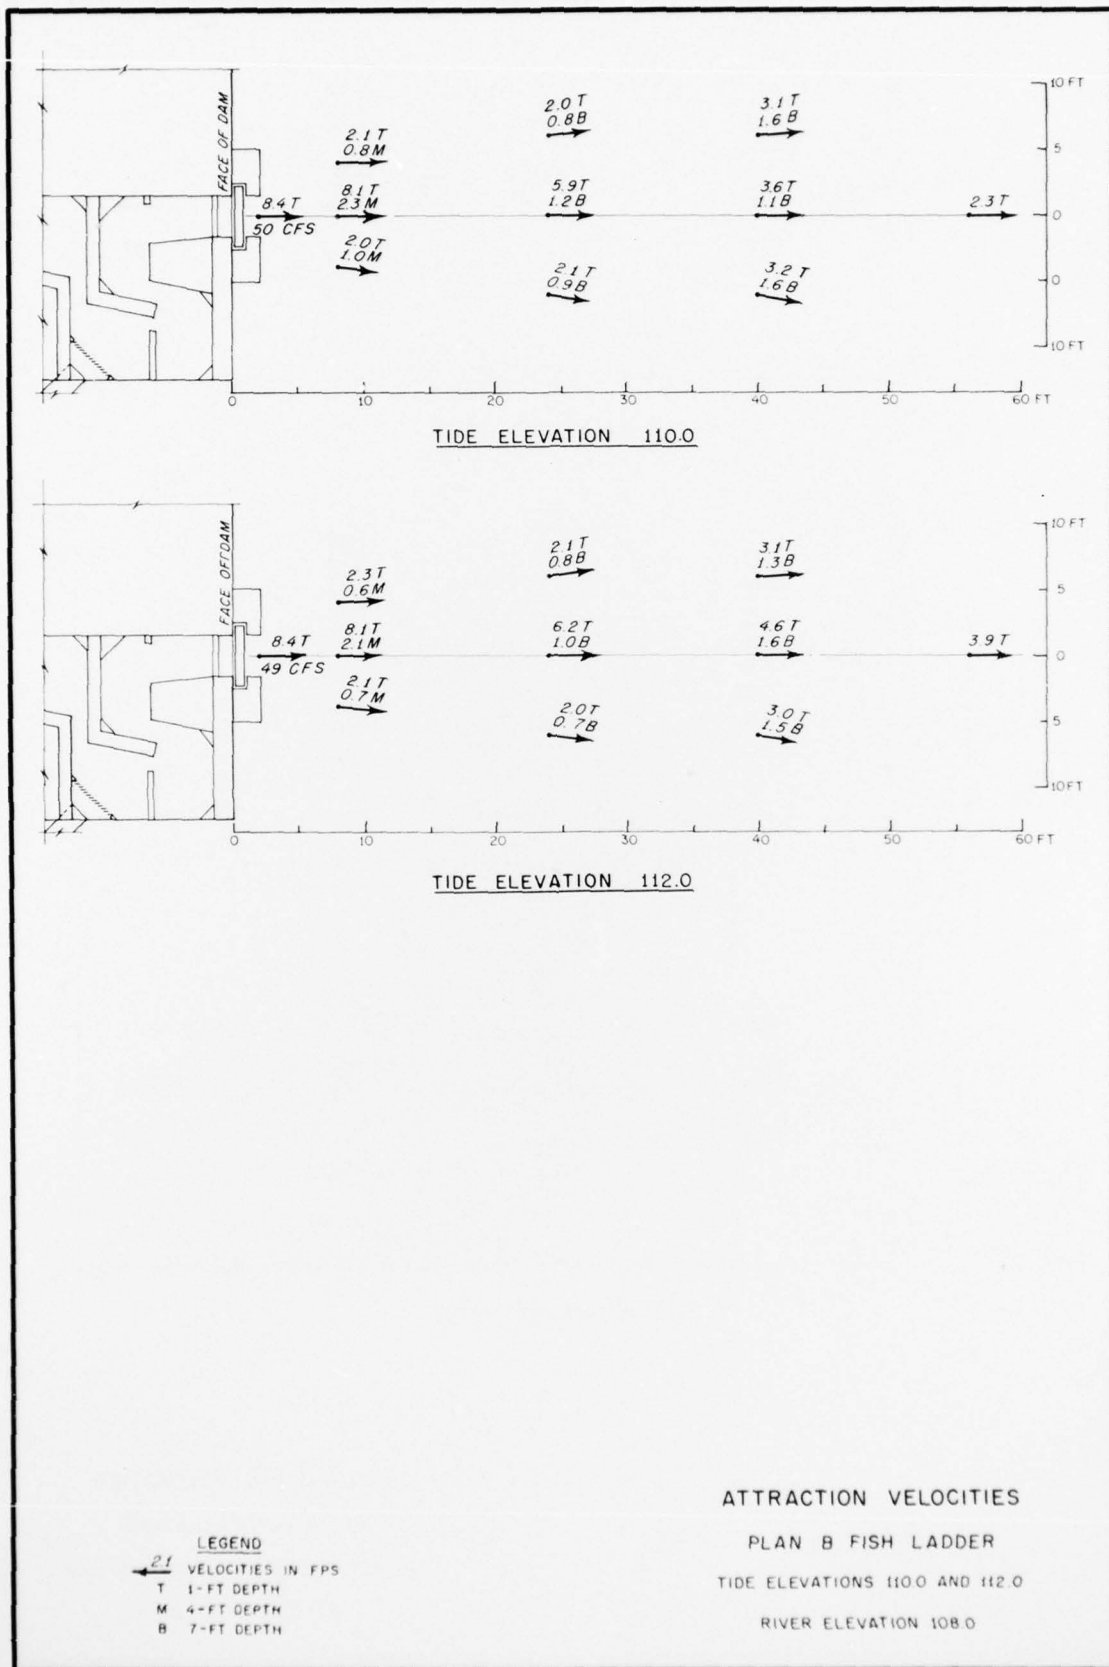 FACE OF DAM
8.4 T
50 CFS
2.1 T
0.8 M
8.1 T
2.3 M
2.0 T
1.0 M
2.0 T
0.8 B
5.9 T
1.2 B
2.1 T
0.9 B
3.1 T
1.6 B
3.6 T
1.1 B
3.2 T
1.6 B
2.3 T
10 FT
5
0
0
10 FT
0 10 20 30 40 50 60 FT
TIDE ELEVATION 110.0
8.4 T
49 CFS
2.3 T
0.6 M
8.1 T
2.1 M
2.1 T
0.7 M
2.1 T
0.8 B
6.2 T
1.0 B
2.0 T
0.7 B
3.1 T
1.3 B
4.6 T
1.6 B
3.0 T
1.5 B
3.9 T
10 FT
5
0
5
10 FT
0 10 20 30 40 50 60 FT
TIDE ELEVATION 112.0
LEGEND
2.1 VELOCITIES IN FPS
T 1-FT DEPTH
M 4-FT DEPTH
B 7-FT DEPTH
ATTRACTION VELOCITIES
PLAN B FISH LADDER
TIDE ELEVATIONS 110.0 AND 112.0
RIVER ELEVATION 108.0